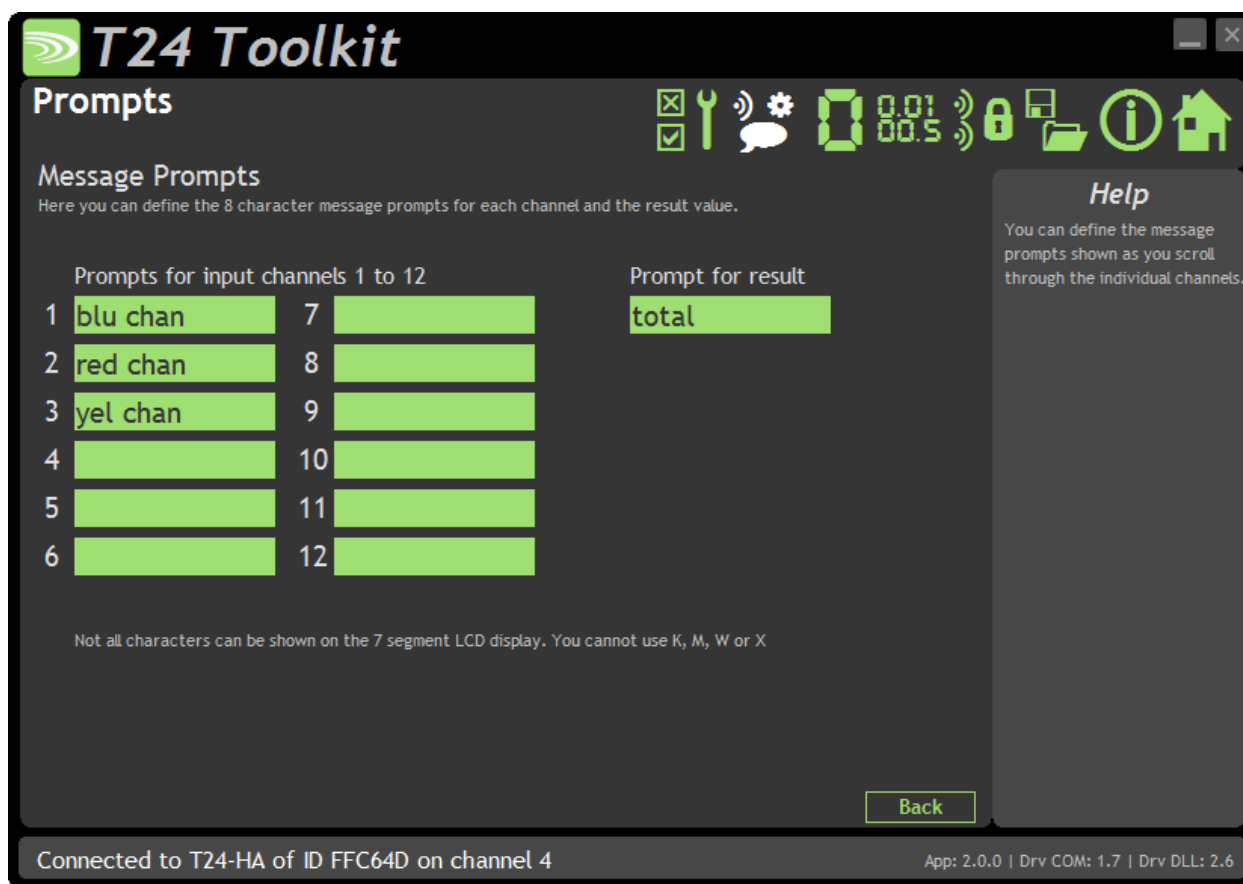 T24 Toolkit
Prompts
0.01
00.5
Message Prompts
Here you can define the 8 character message prompts for each channel and the result value.
Prompts for input channels 1 to 12
Prompt for result
1 blu chan 7
total
2 red chan 8
3 yel chan 9
4 10
5 11
6 12
Not all characters can be shown on the 7 segment LCD display. You cannot use K, M, W or X
Back
Help
You can define the message
prompts shown as you scroll
through the individual channels.
Connected to T24-HA of ID FFC64D on channel 4
App: 2.0.0 | Drv COM: 1.7 | Drv DLL: 2.6